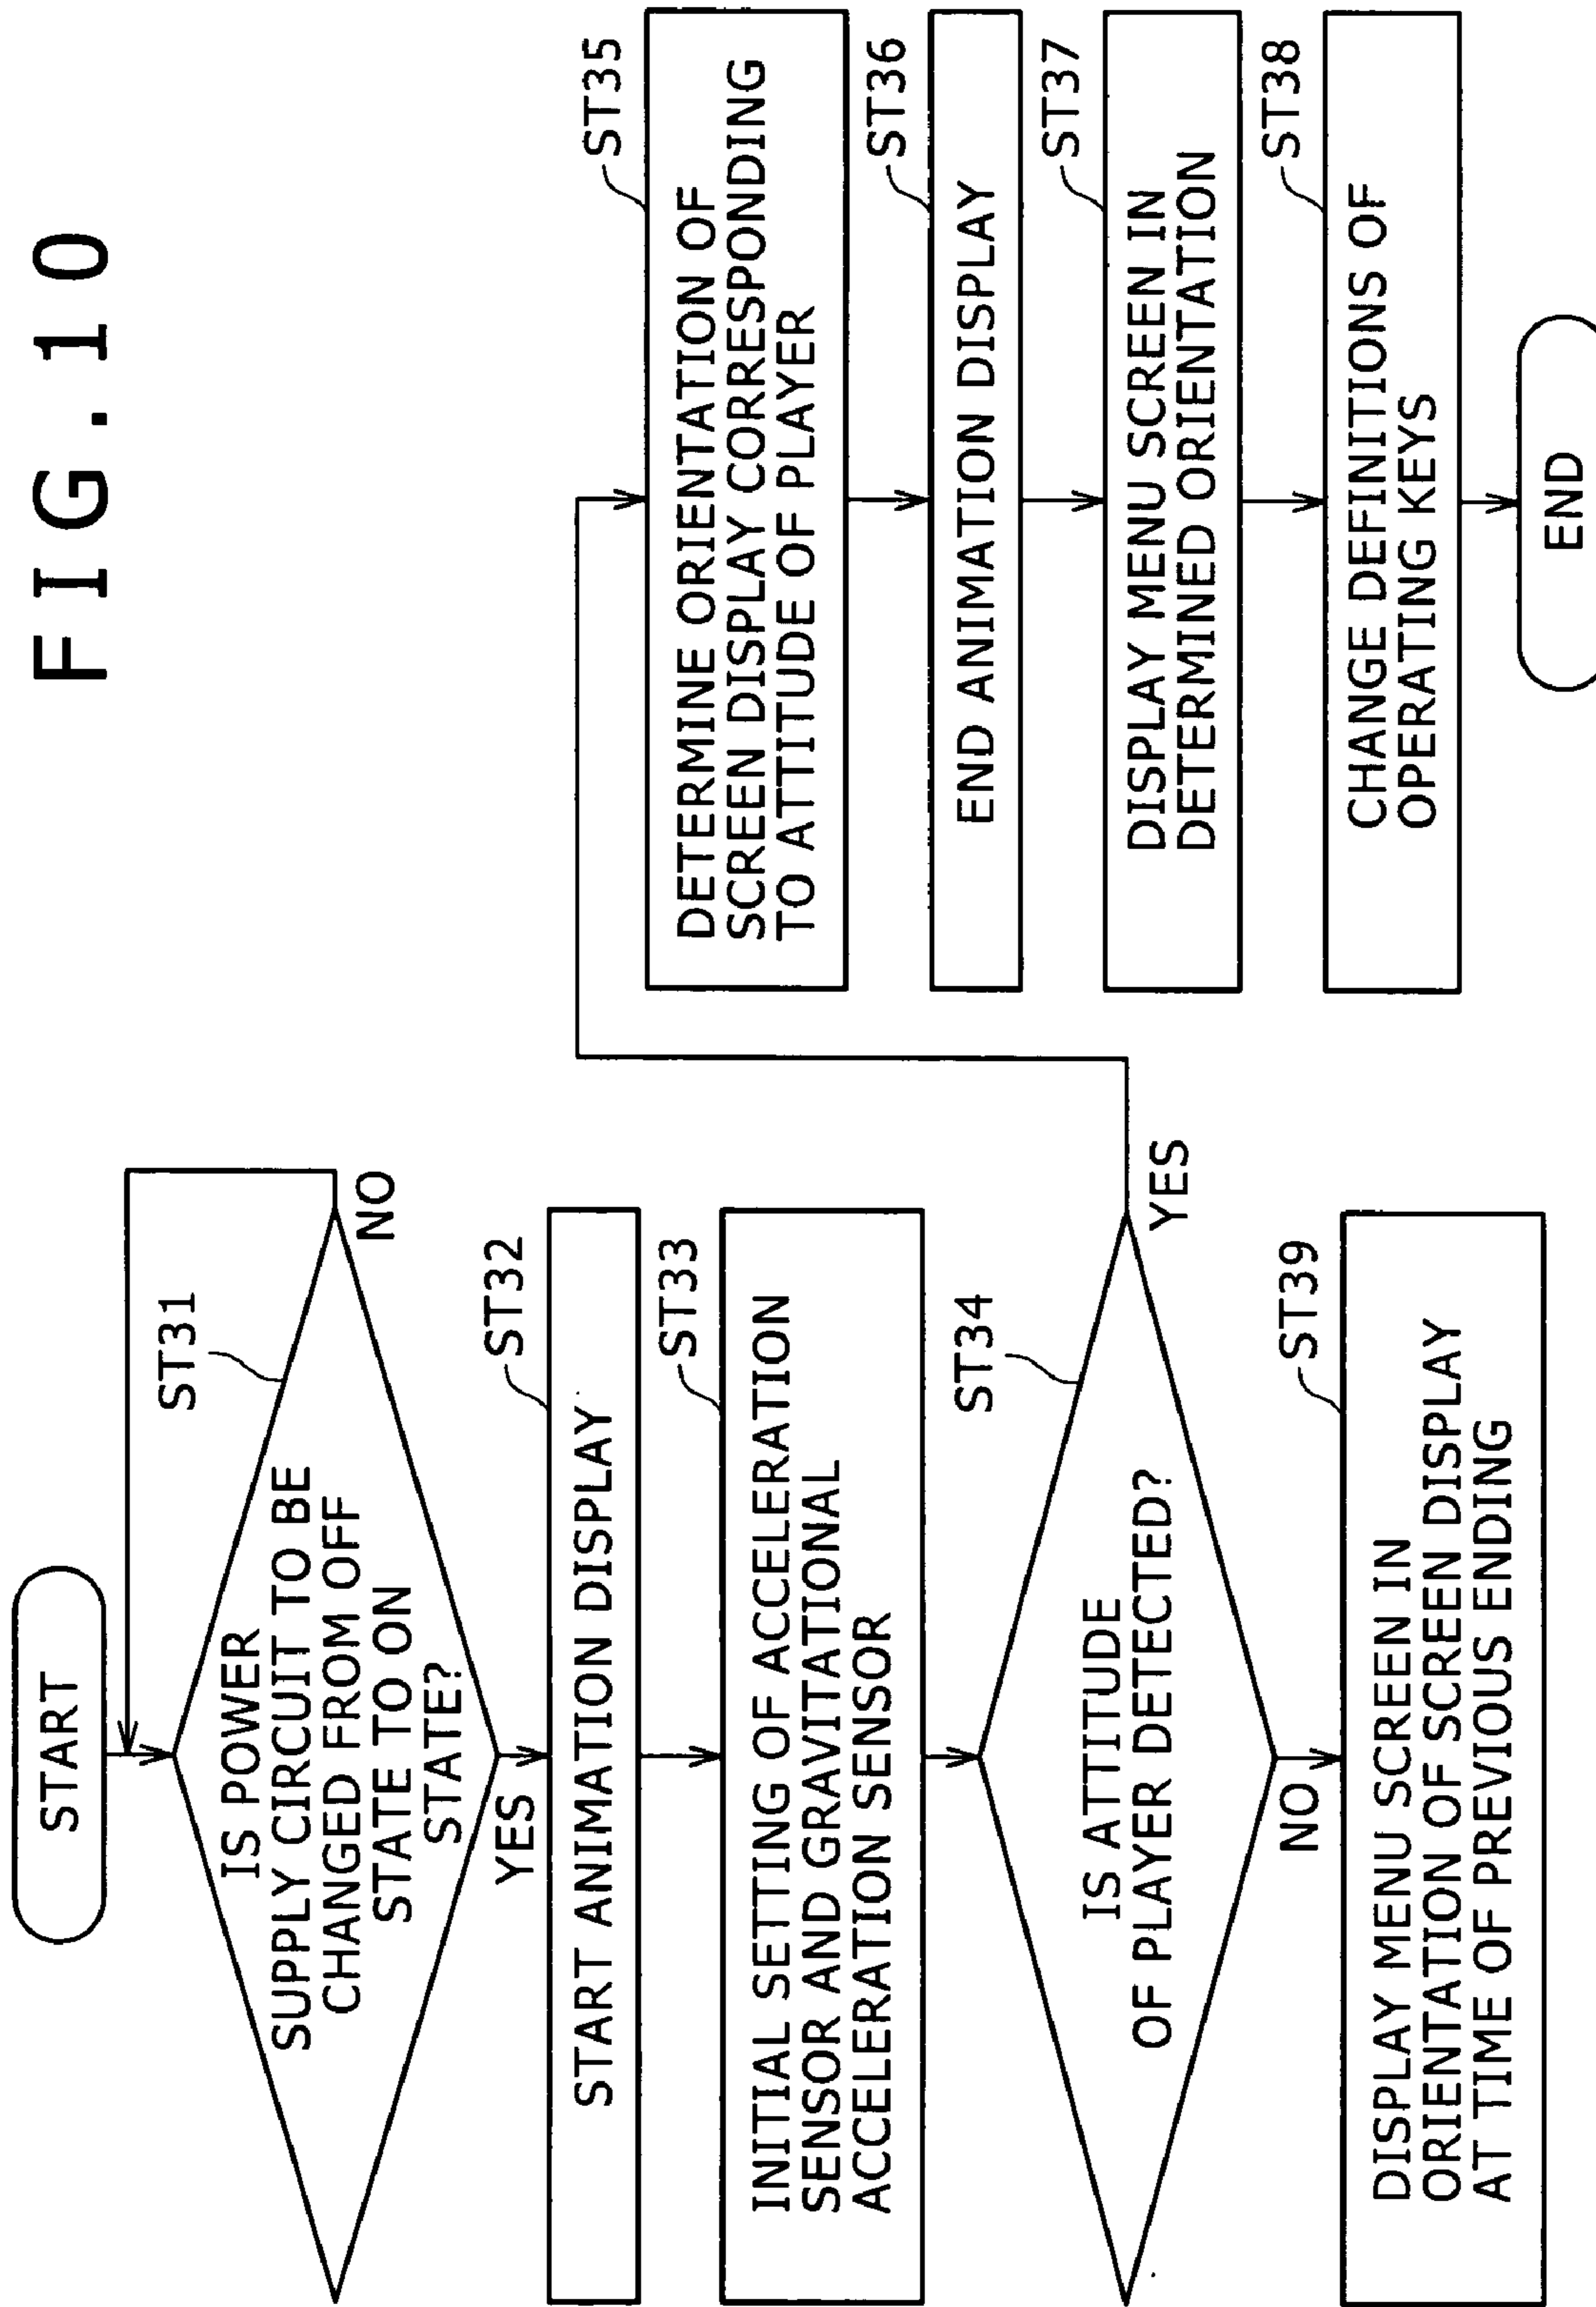 FIG.10
START
ST31
IS POWER
SUPPLY CIRCUIT TO BE
CHANGED FROM OFF
STATE TO ON
STATE?
NO
YES
ST32
START ANIMATION DISPLAY
ST33
INITIAL SETTING OF ACCELERATION
SENSOR AND GRAVITATIONAL
ACCELERATION SENSOR
ST34
IS ATTITUDE
OF PLAYER DETECTED?
YES
NO
ST39
DISPLAY MENU SCREEN IN
ORIENTATION OF SCREEN DISPLAY
AT TIME OF PREVIOUS ENDING
ST35
DETERMINE ORIENTATION OF
SCREEN DISPLAY CORRESPONDING
TO ATTITUDE OF PLAYER
ST36
END ANIMATION DISPLAY
ST37
DISPLAY MENU SCREEN IN
DETERMINED ORIENTATION
ST38
CHANGE DEFINITIONS OF
OPERATING KEYS
END